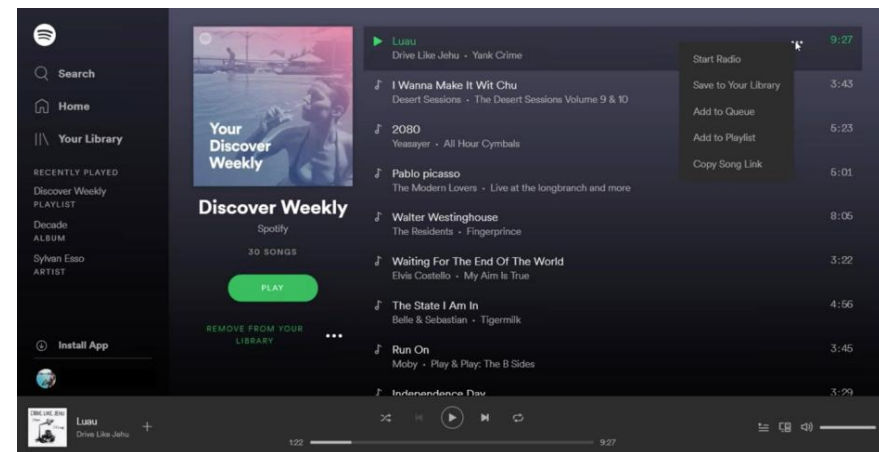 Search
Home
Your Library
RECENTLY PLAYED
Discover Weekly
PLAYLIST
Decade
ALBUM
Sylvan Esso
ARTIST
Install App
Your
Discover
Weekly
Discover Weekly
Spotify
30 SONGS
PLAY
REMOVE FROM YOUR
LIBRARY
Luau
9:27
Drive Like Jehu • Yank Crime
I Wanna Make It Wit Chu
3:43
Desert Sessions • The Desert Sessions Volume 9 & 10
2080
5:23
Yeasayer • All Hour Cymbals
Pablo picasso
6:01
The Modern Lovers • Live at the longbranch and more
Walter Westinghouse
8:05
The Residents • Fingerprince
Waiting For The End Of The World
3:22
Elvis Costello • My Aim Is True
The State I Am In
4:56
Belle & Sebastian • Tigermilk
Run On
3:45
Moby • Play & Play: The B Sides
Independence Day
3:29
Start Radio
Save to Your Library
Add to Queue
Add to Playlist
Copy Song Link
DRIVE LIKE JEHU
Luau
Drive Like Jehu
1:22
9:27